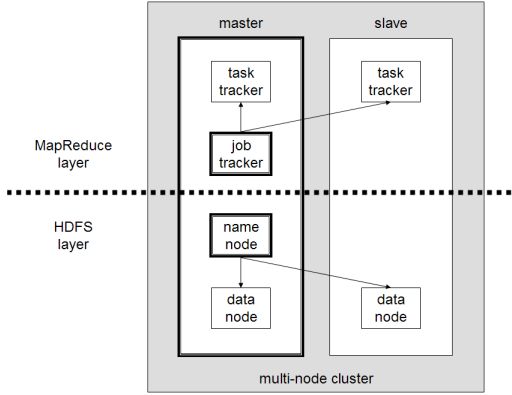 master
slave
task
tracker
task
tracker
MapReduce
layer
job
tracker
HDFS
layer
name
node
data
node
data
node
multi-node cluster